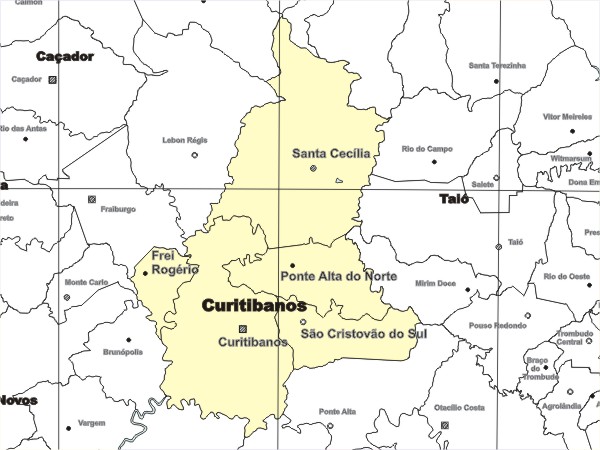 Calmon
Caçador
Caçador
Santa Terezinha
Rio das Antas
Vitor Meireles
Lebon Régis
Santa Cecília
Rio do Campo
Witmarsum
Salete
Dona Em
a
deira
reto
Fraiburgo
Taió
Taió
Pres
Frei
Rogério
Ponte Alta do Norte
Monte Carlo
Mirim Doce
Rio do Oeste
Curitibanos
Curitibanos
São Cristovão do Sul
Pouso Redondo
Trombudo
Central
Brunópolis
Braço
do
Trombudo
Novos
Vargem
Ponte Alta
Otacílio Costa
Agrolândia
A